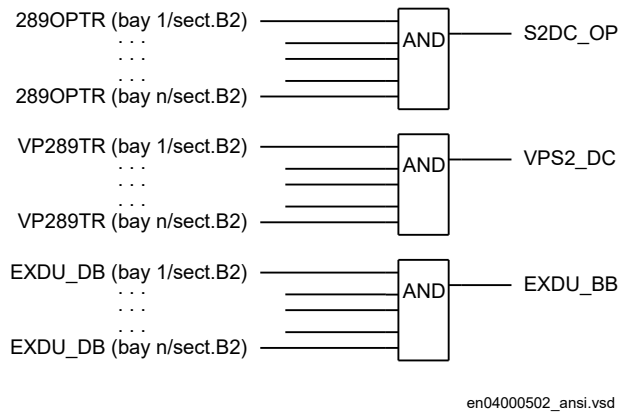 289OPTR (bay 1/sect.B2)
. . .
. . .
. . .
289OPTR (bay n/sect.B2)
AND
S2DC_OP
VP289TR (bay 1/sect.B2)
. . .
. . .
. . .
VP289TR (bay n/sect.B2)
AND
VPS2_DC
EXDU_DB (bay 1/sect.B2)
. . .
. . .
. . .
EXDU_DB (bay n/sect.B2)
AND
EXDU_BB
en04000502_ansi.vsd